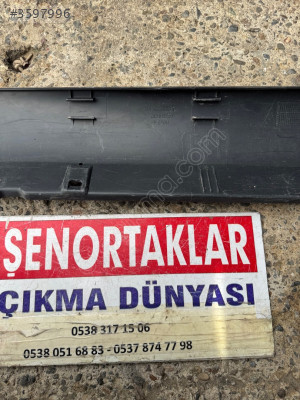 #3597996
ŞENORTAKLAR
ÇIKMA DÜNYASI
0538 317 15 06
0538 051 68 83 - 0537 874 77 98